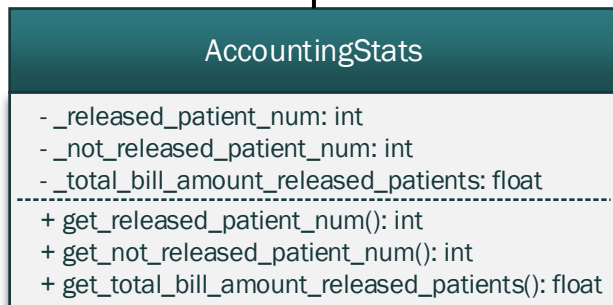 AccountingStats
- _released_patient_num: int
- _not_released_patient_num: int
- _total_bill_amount_released_patients: float
+ get_released_patient_num(): int
+ get_not_released_patient_num(): int
+ get_total_bill_amount_released_patients(): float